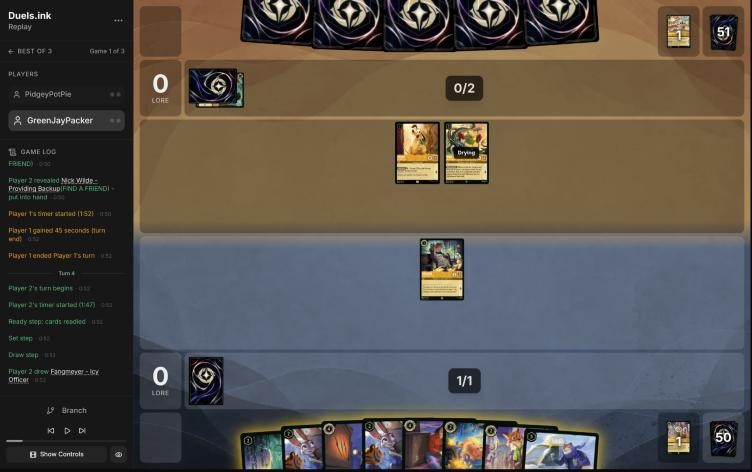 Duels.ink
Replay
...
← BEST OF 3
Game 1 of 3
PLAYERS
PidgeyPotPie
GreenJayPacker
GAME LOG
FRIEND) · 0:50
Player 2 revealed Nick Wilde -
Providing Backup(FIND A FRIEND) -
put into hand · 0:50
Player 1's timer started (1:52) · 0:50
Player 1 gained 45 seconds (turn
end) · 0:52
Player 1 ended Player 1's turn · 0:52
Turn 4
Player 2's turn begins · 0:52
Player 2's timer started (1:47) · 0:52
Ready step: cards readied · 0:52
Set step · 0:52
Draw step · 0:52
Player 2 drew Fangmeyer - Icy
Officer · 0:52
Branch
Show Controls
1
51
0
LORE
0/2
Drying
0
LORE
1/1
1
50